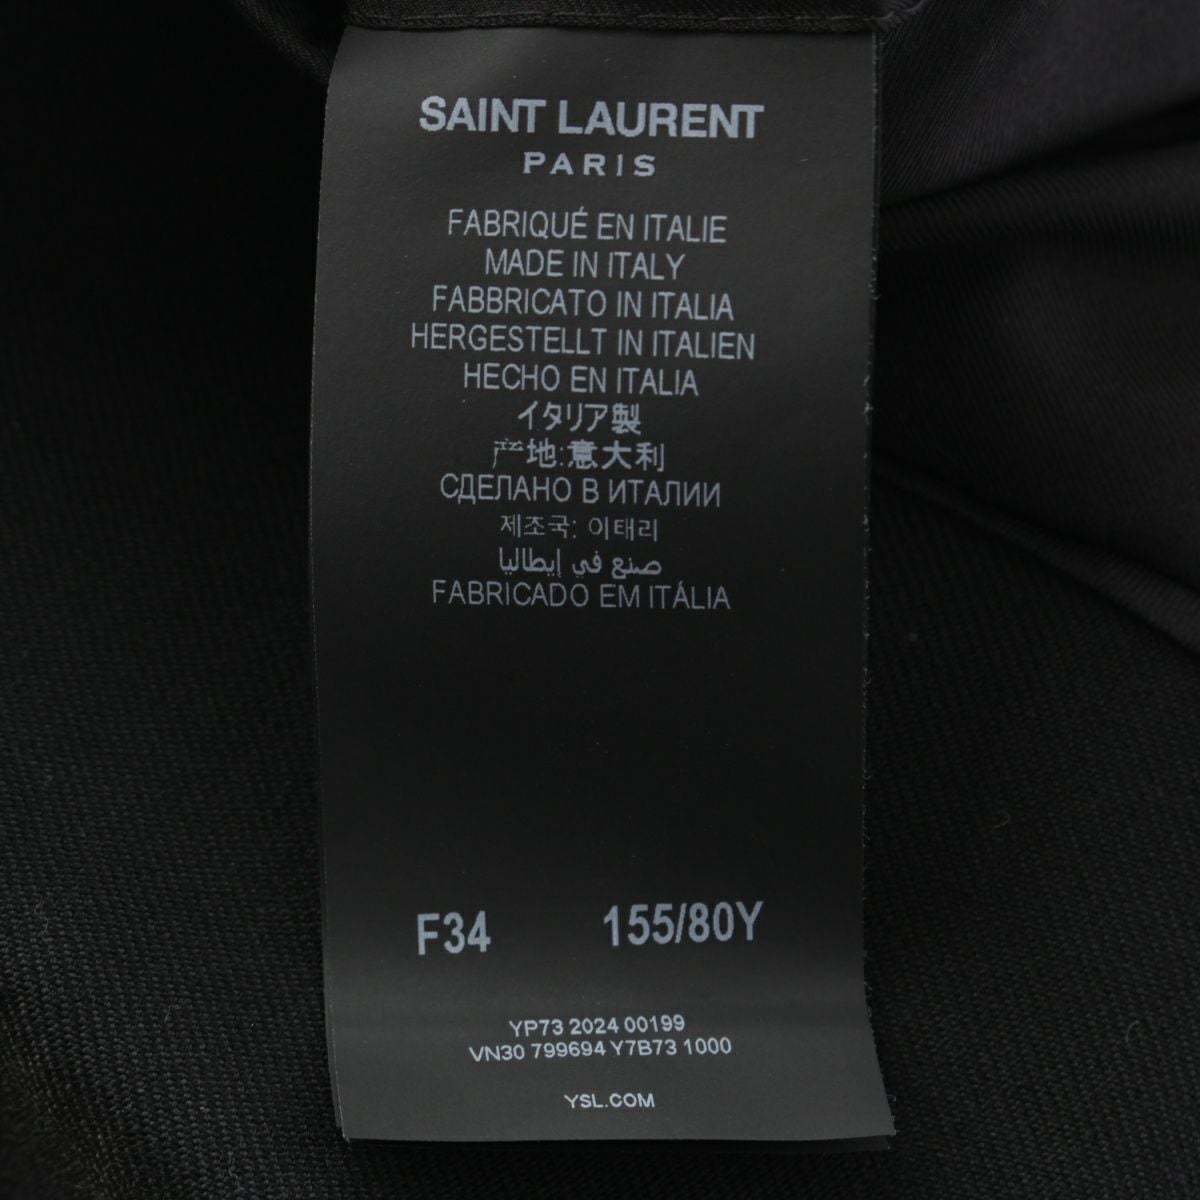 SAINT LAURENT
PARIS
FABRIQUÉ EN ITALIE
MADE IN ITALY
FABBRICATO IN ITALIA
HERGESTELLT IN ITALIEN
HECHO EN ITALIA
イタリア製
产地:意大利
СДЕЛАНО В ИТАЛИИ
제조국: 이태리
صنع في إيطاليا
FABRICADO EM ITÁLIA
F34 155/80Y
YP73 2024 00199
VN30 799694 Y7B73 1000
YSL.COM